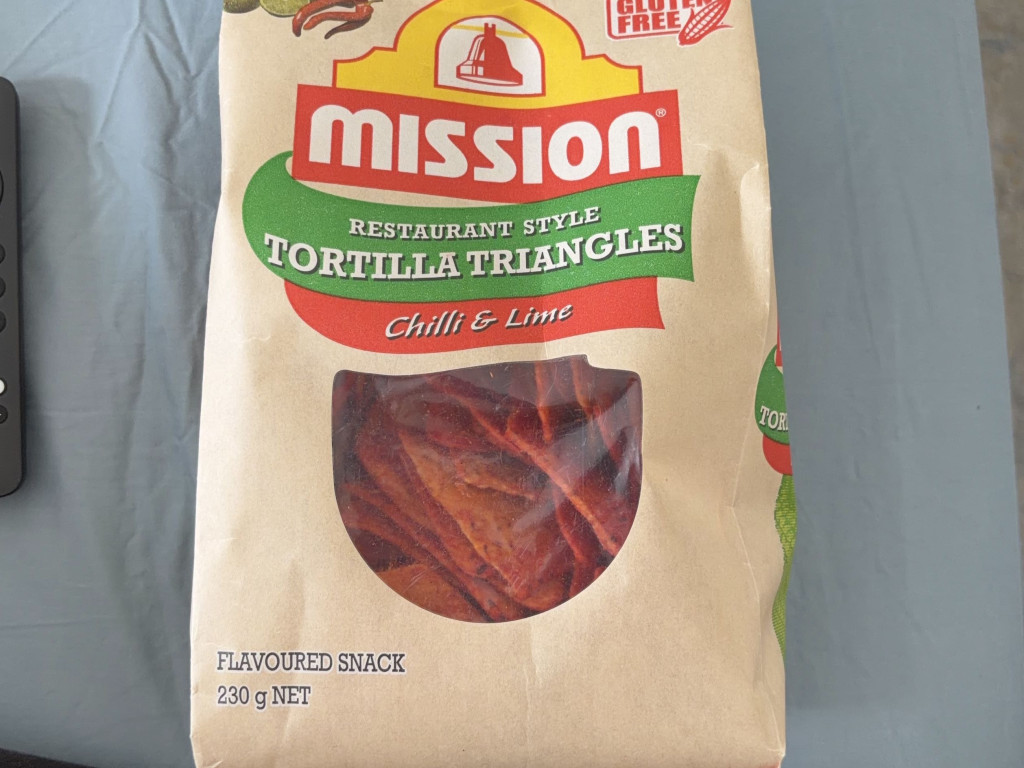 GLUTEN
FREE
MISSION®
RESTAURANT STYLE
TORTILLA TRIANGLES
Chilli & Lime
FLAVOURED SNACK
230 g NET